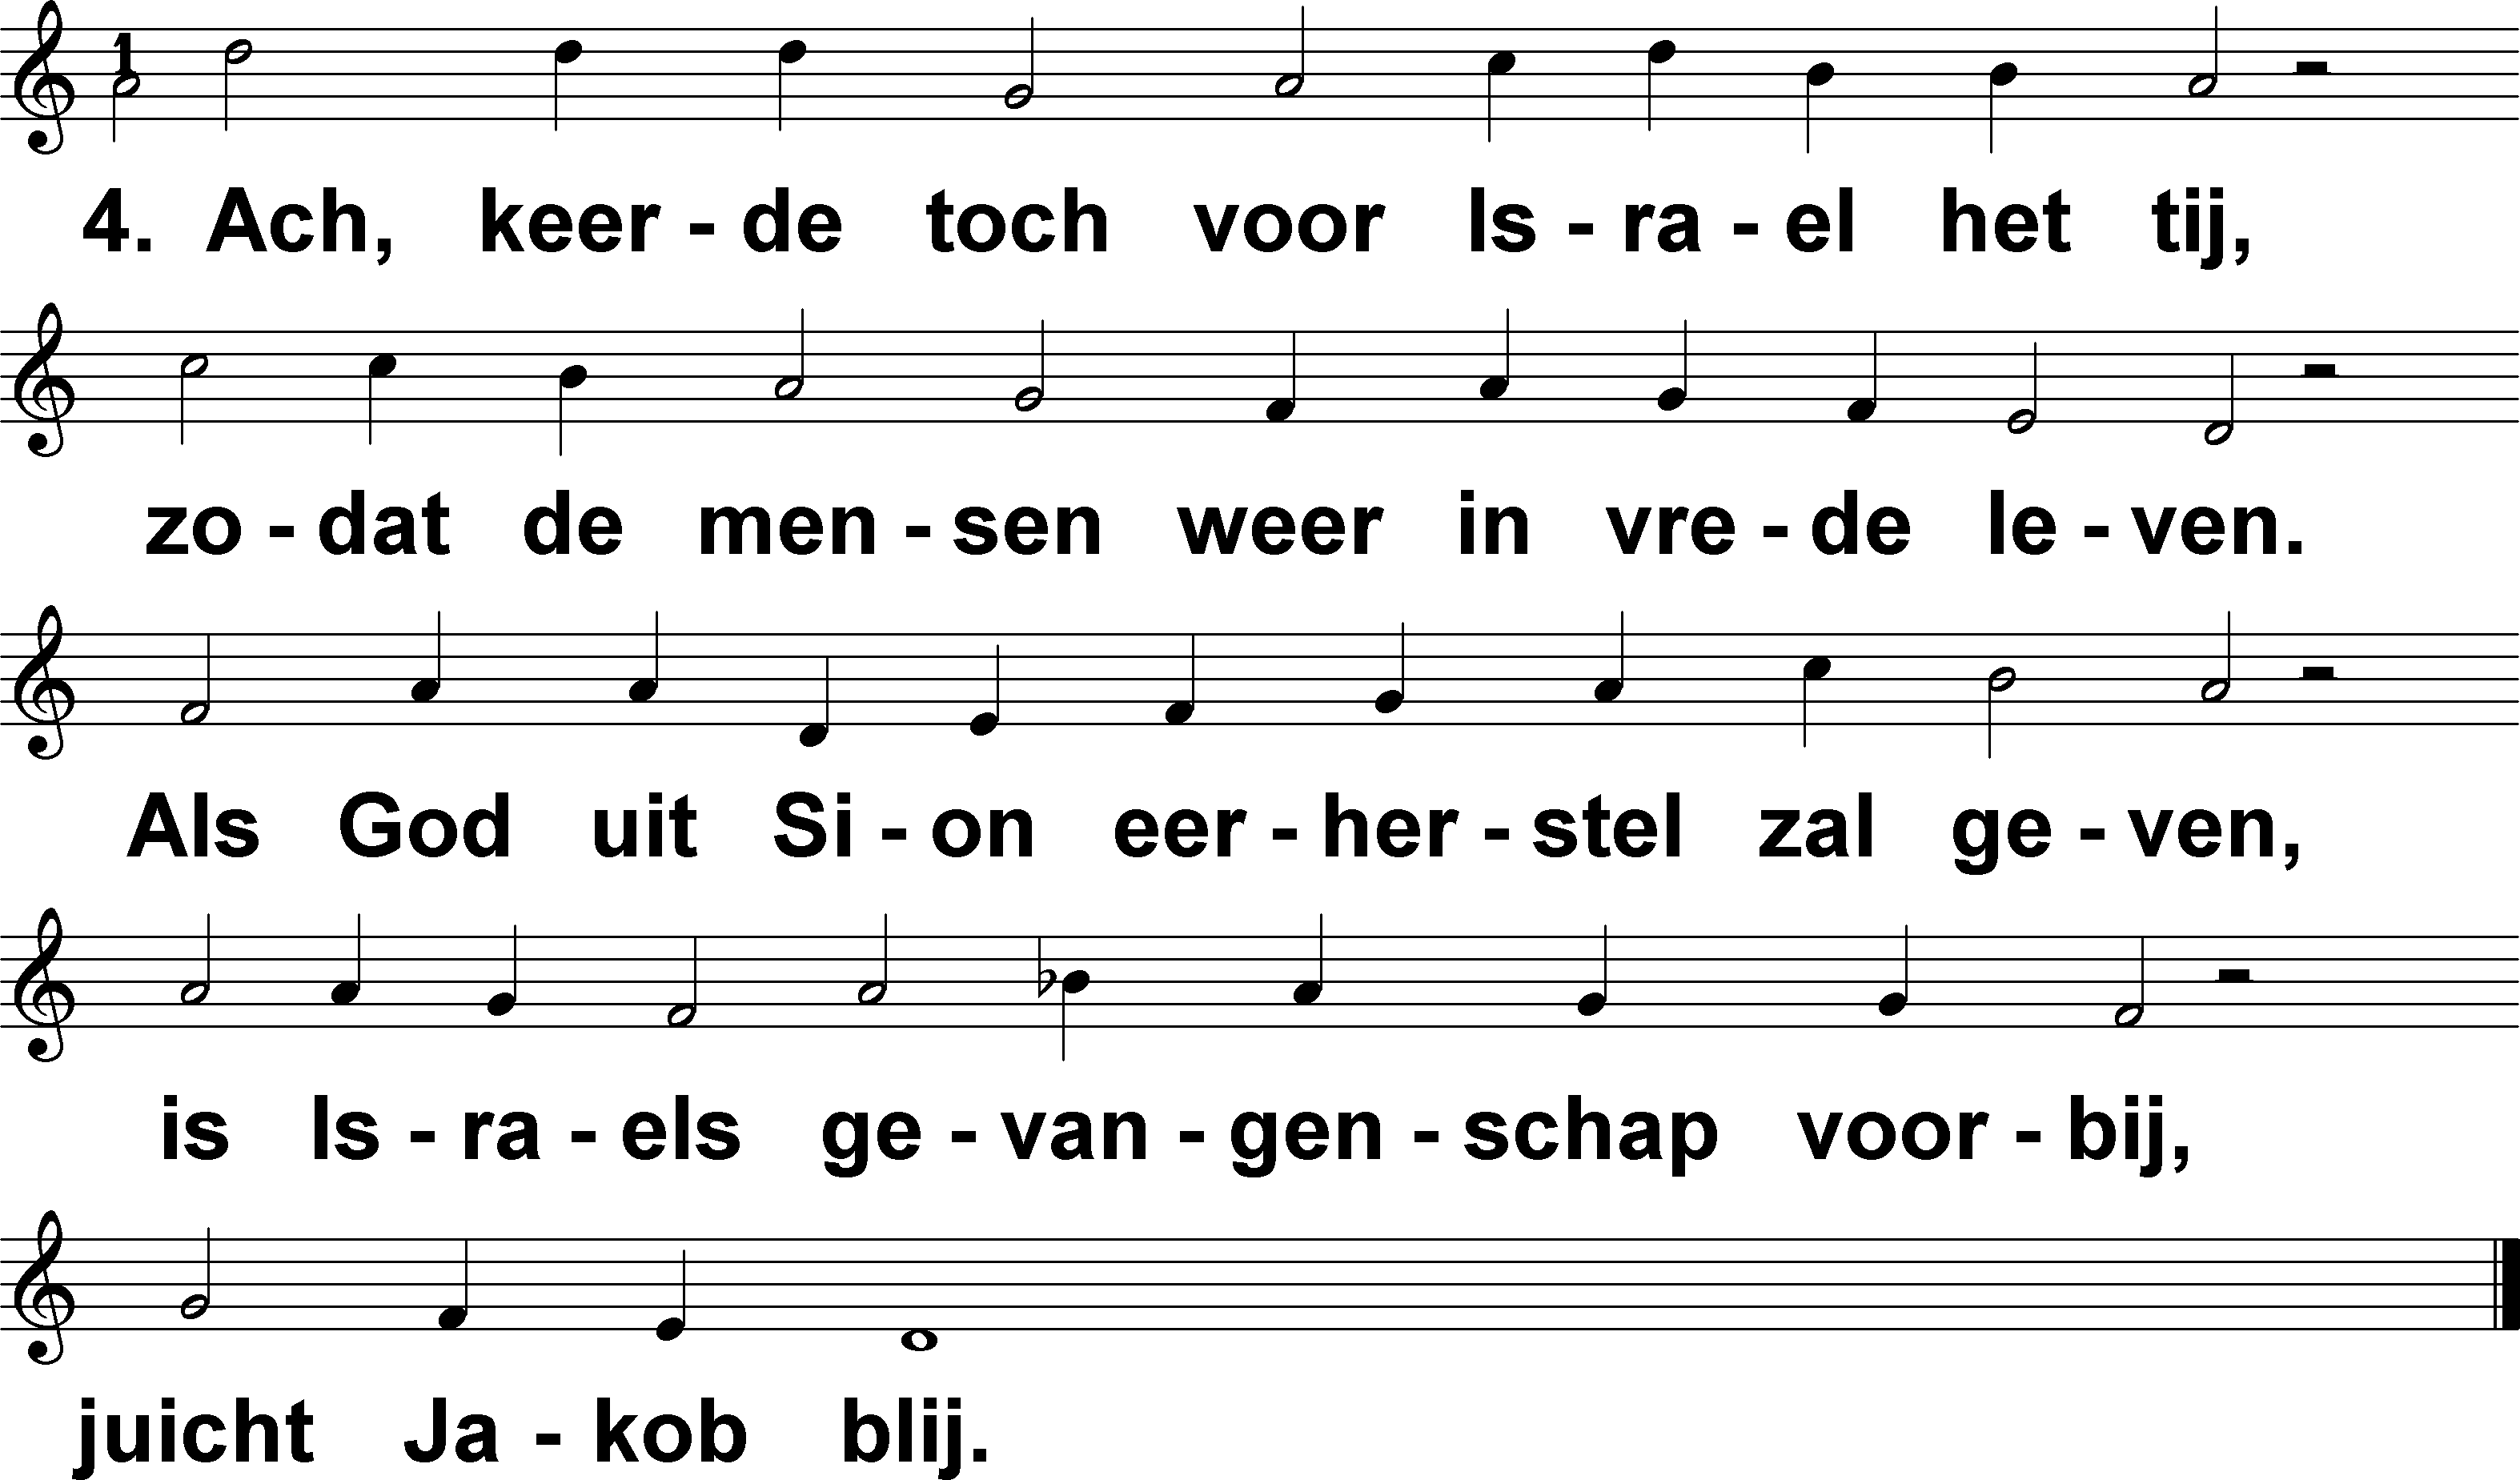 1
4. Ach, keer - de toch voor Is - ra - el het tij,
zo - dat de men - sen weer in vre - de le - ven.
Als God uit Si - on eer - her - stel zal ge - ven,
is Is - ra - els ge - van - gen - schap voor - bij,
juicht Ja - kob blij.